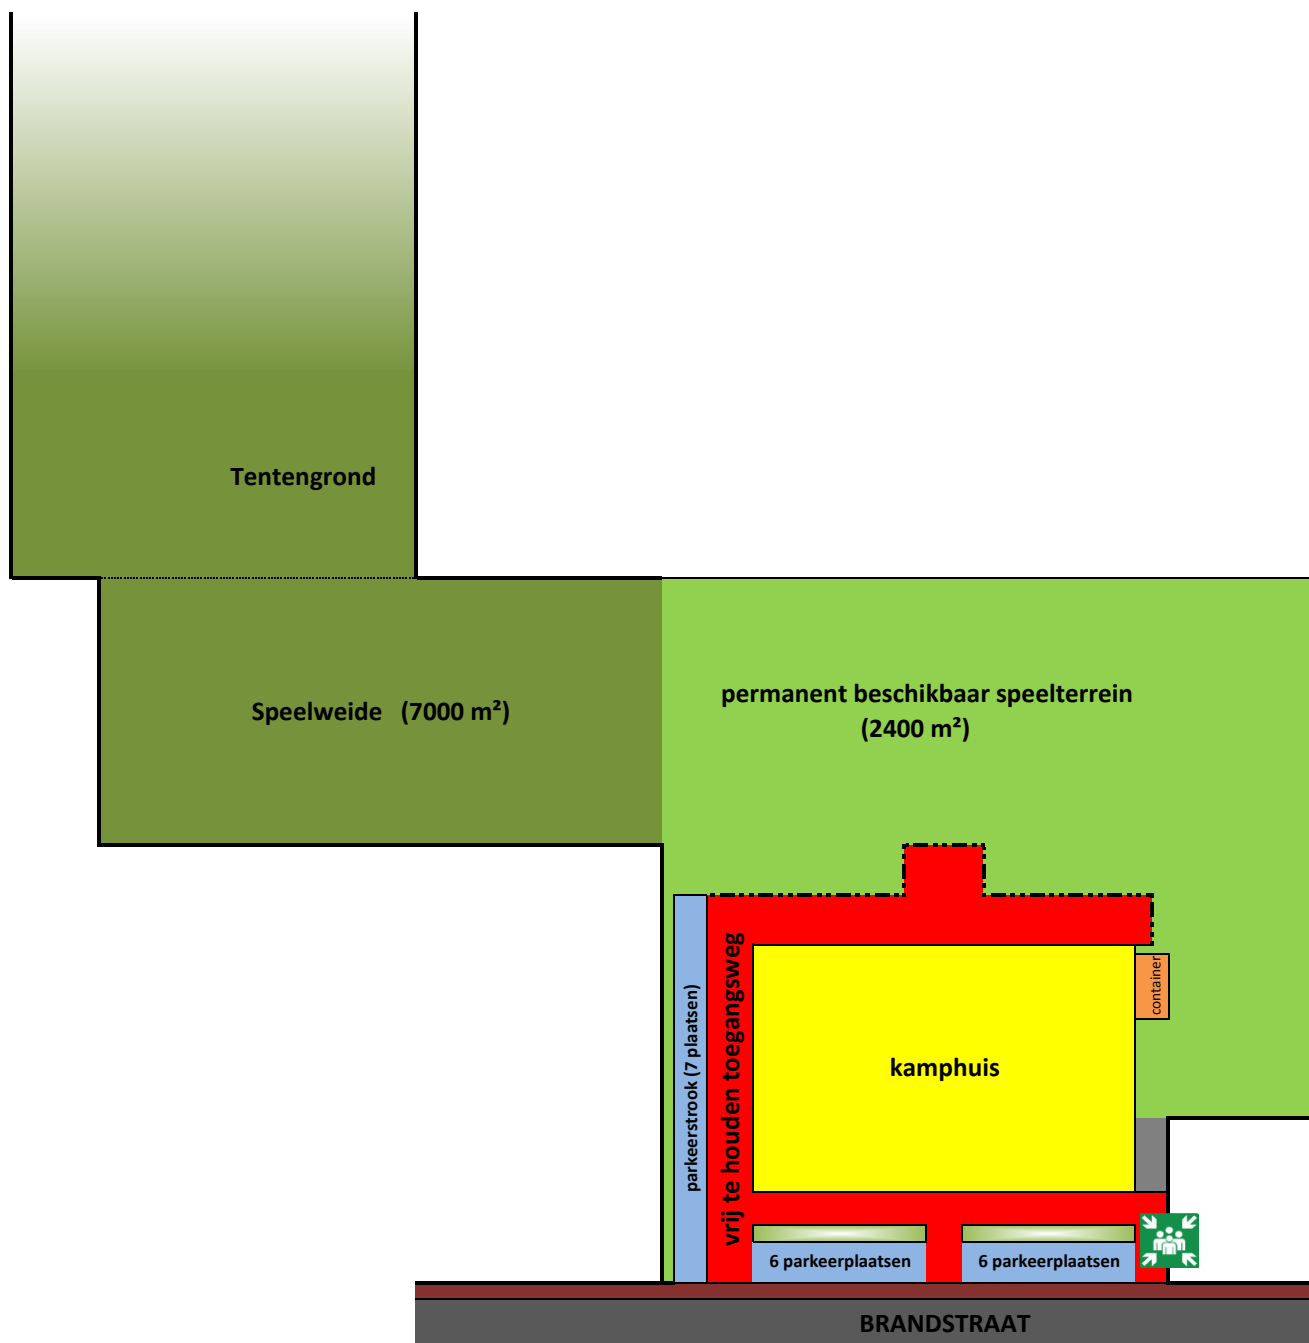 Tentengrond
Speelweide (7000 m²)
permanent beschikbaar speelterrein
(2400 m²)
parkeerstrook (7 plaatsen)
vrij te houden toegangsweg
container
kamphuis
6 parkeerplaatsen
6 parkeerplaatsen
BRANDSTRAAT